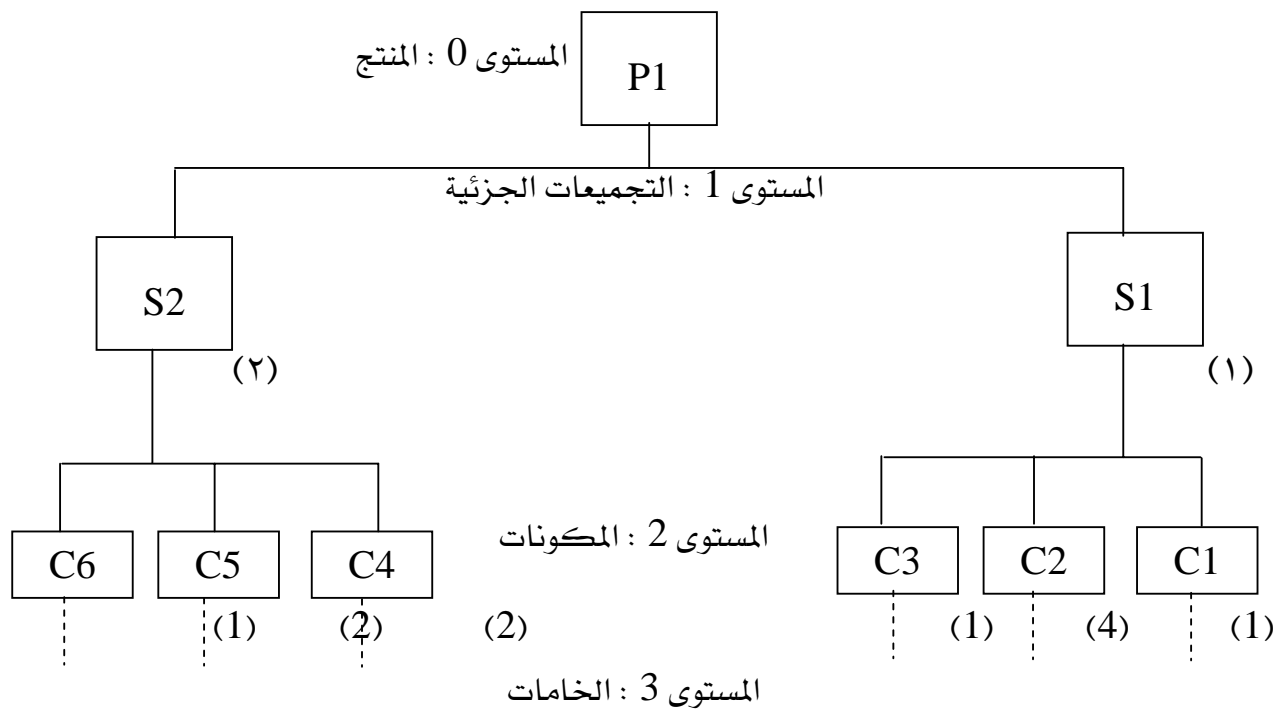 المستوى 0 : المنتج
P1
المستوى 1 : التجميعات الجزئية
S1
S2
(١)
(٢)
المستوى 2 : المكونات
C1
C2
C3
C4
C5
C6
(1)
(4)
(1)
(2)
(2)
(1)
المستوى 3 : الخامات